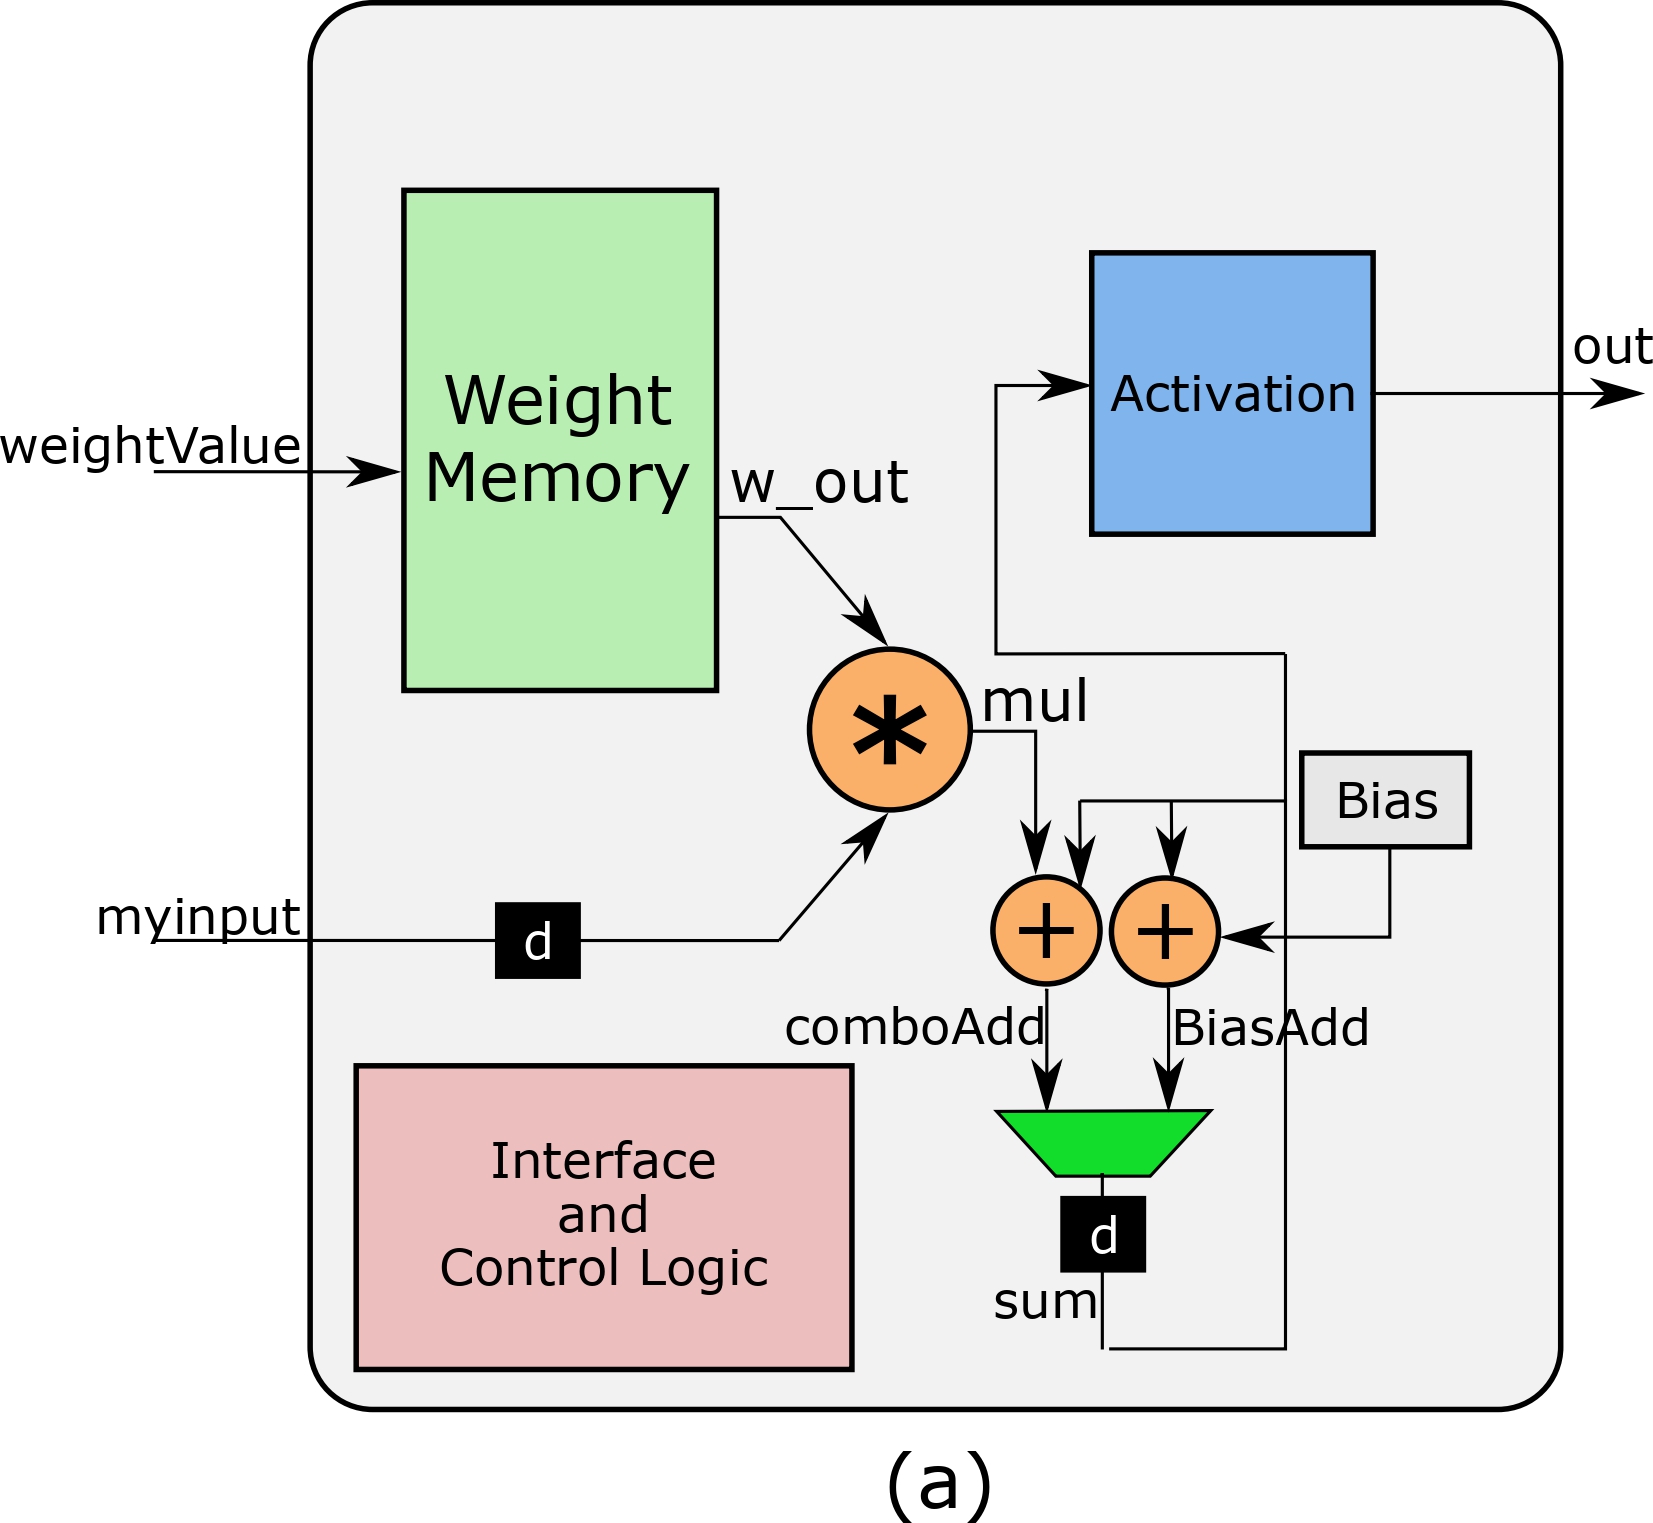 Weight
Memory
weightValue
w_out
Activation
out
*
mul
Bias
myinput
d
+
+
comboAdd
BiasAdd
Interface
and
Control Logic
d
sum
(a)